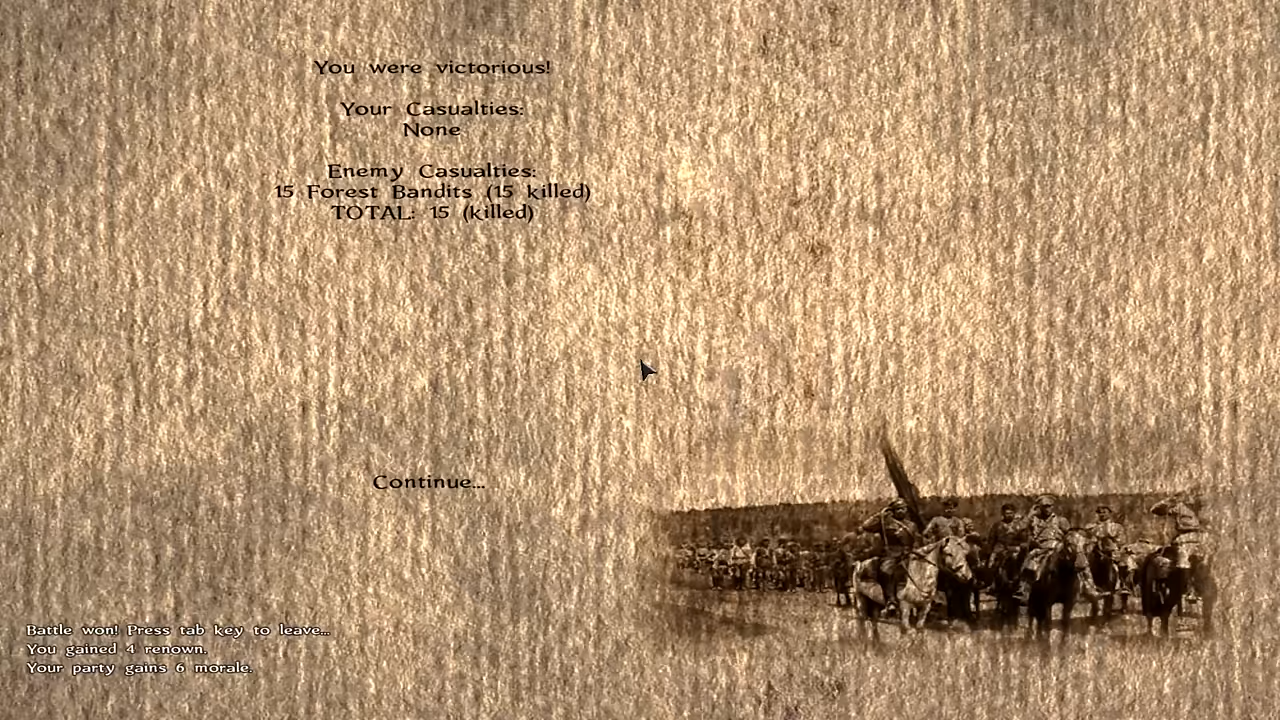 You were victorious!
Your Casualties:
None
Enemy Casualties:
15 Forest Bandits (15 killed)
TOTAL: 15 (killed)
Continue...
Battle won! Press tab key to leave...
You gained 4 renown.
Your party gains 6 morale.